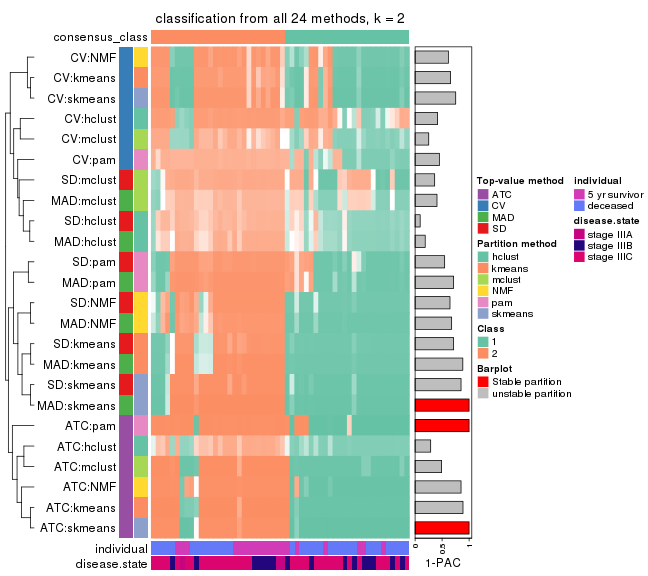 classification from all 24 methods, k = 2
consensus_class
CV:NMF
CV:kmeans
CV:skmeans
CV:hclust
CV:mclust
CV:pam
SD:mclust
MAD:mclust
SD:hclust
MAD:hclust
SD:pam
MAD:pam
SD:NMF
MAD:NMF
SD:kmeans
MAD:kmeans
SD:skmeans
MAD:skmeans
ATC:pam
ATC:hclust
ATC:mclust
ATC:NMF
ATC:kmeans
ATC:skmeans
individual
disease.state
0
0.5
1
1-PAC
Top-value method
ATC
CV
MAD
SD
Partition method
hclust
kmeans
mclust
NMF
pam
skmeans
Class
1
2
Barplot
Stable partition
unstable partition
individual
5 yr survivor
deceased
disease.state
stage IIIA
stage IIIB
stage IIIC